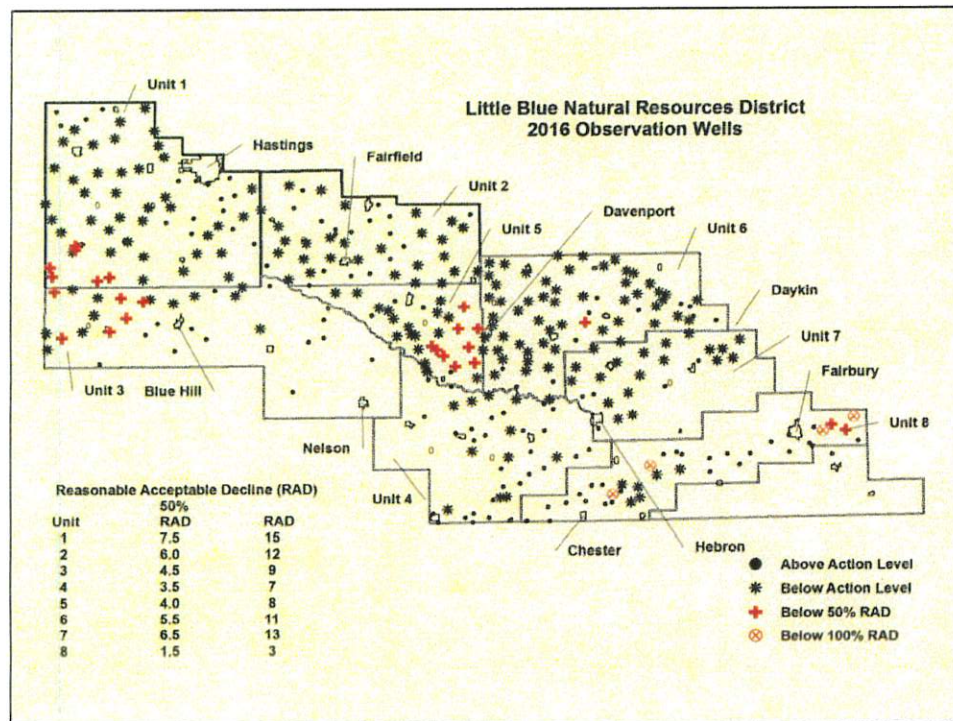 Little Blue Natural Resources District
2016 Observation Wells
Unit 1
Hastings
Fairfield
Unit 2
Davenport
Unit 5
Unit 6
Daykin
Unit 7
Fairbury
Unit 3
Blue Hill
Unit 8
Nelson
Unit 4
Chester
Hebron
Reasonable Acceptable Decline (RAD)
50%
Unit RAD RAD
1 7.5 15
2 6.0 12
3 4.5 9
4 3.5 7
5 4.0 8
6 5.5 11
7 6.5 13
8 1.5 3
Above Action Level
Below Action Level
Below 50% RAD
Below 100% RAD